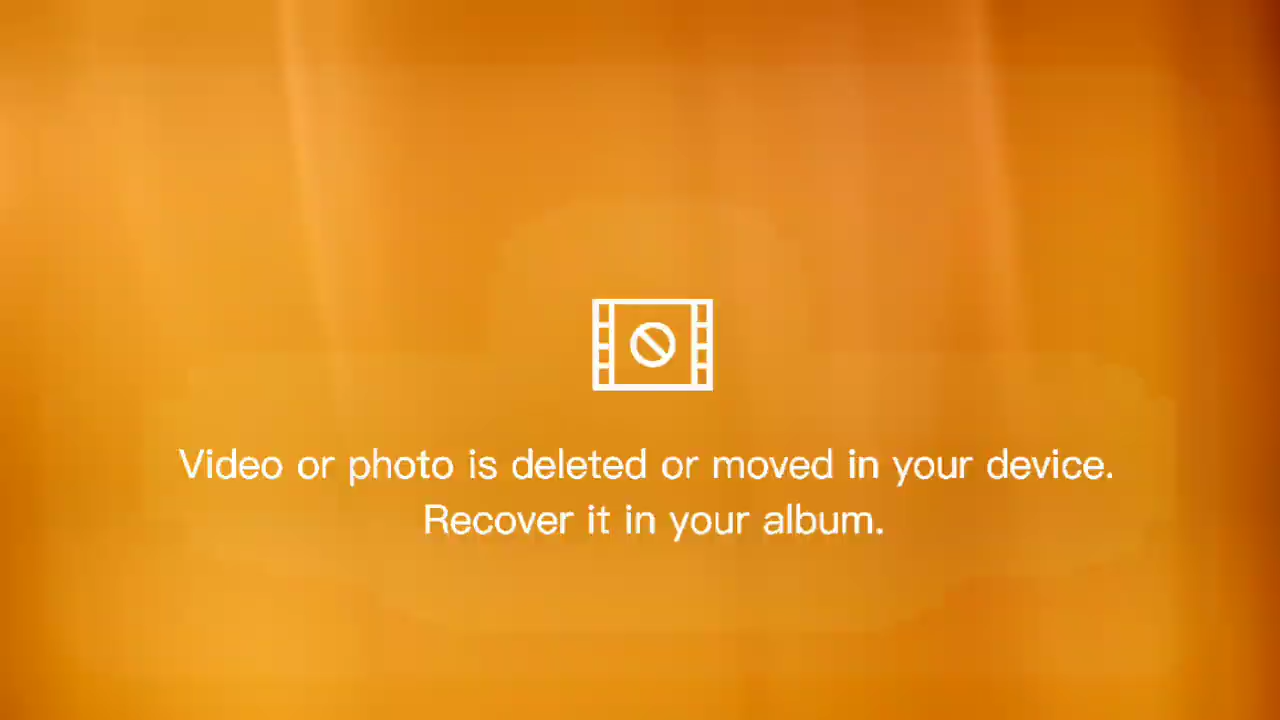 Video or photo is deleted or moved in your device.
Recover it in your album.